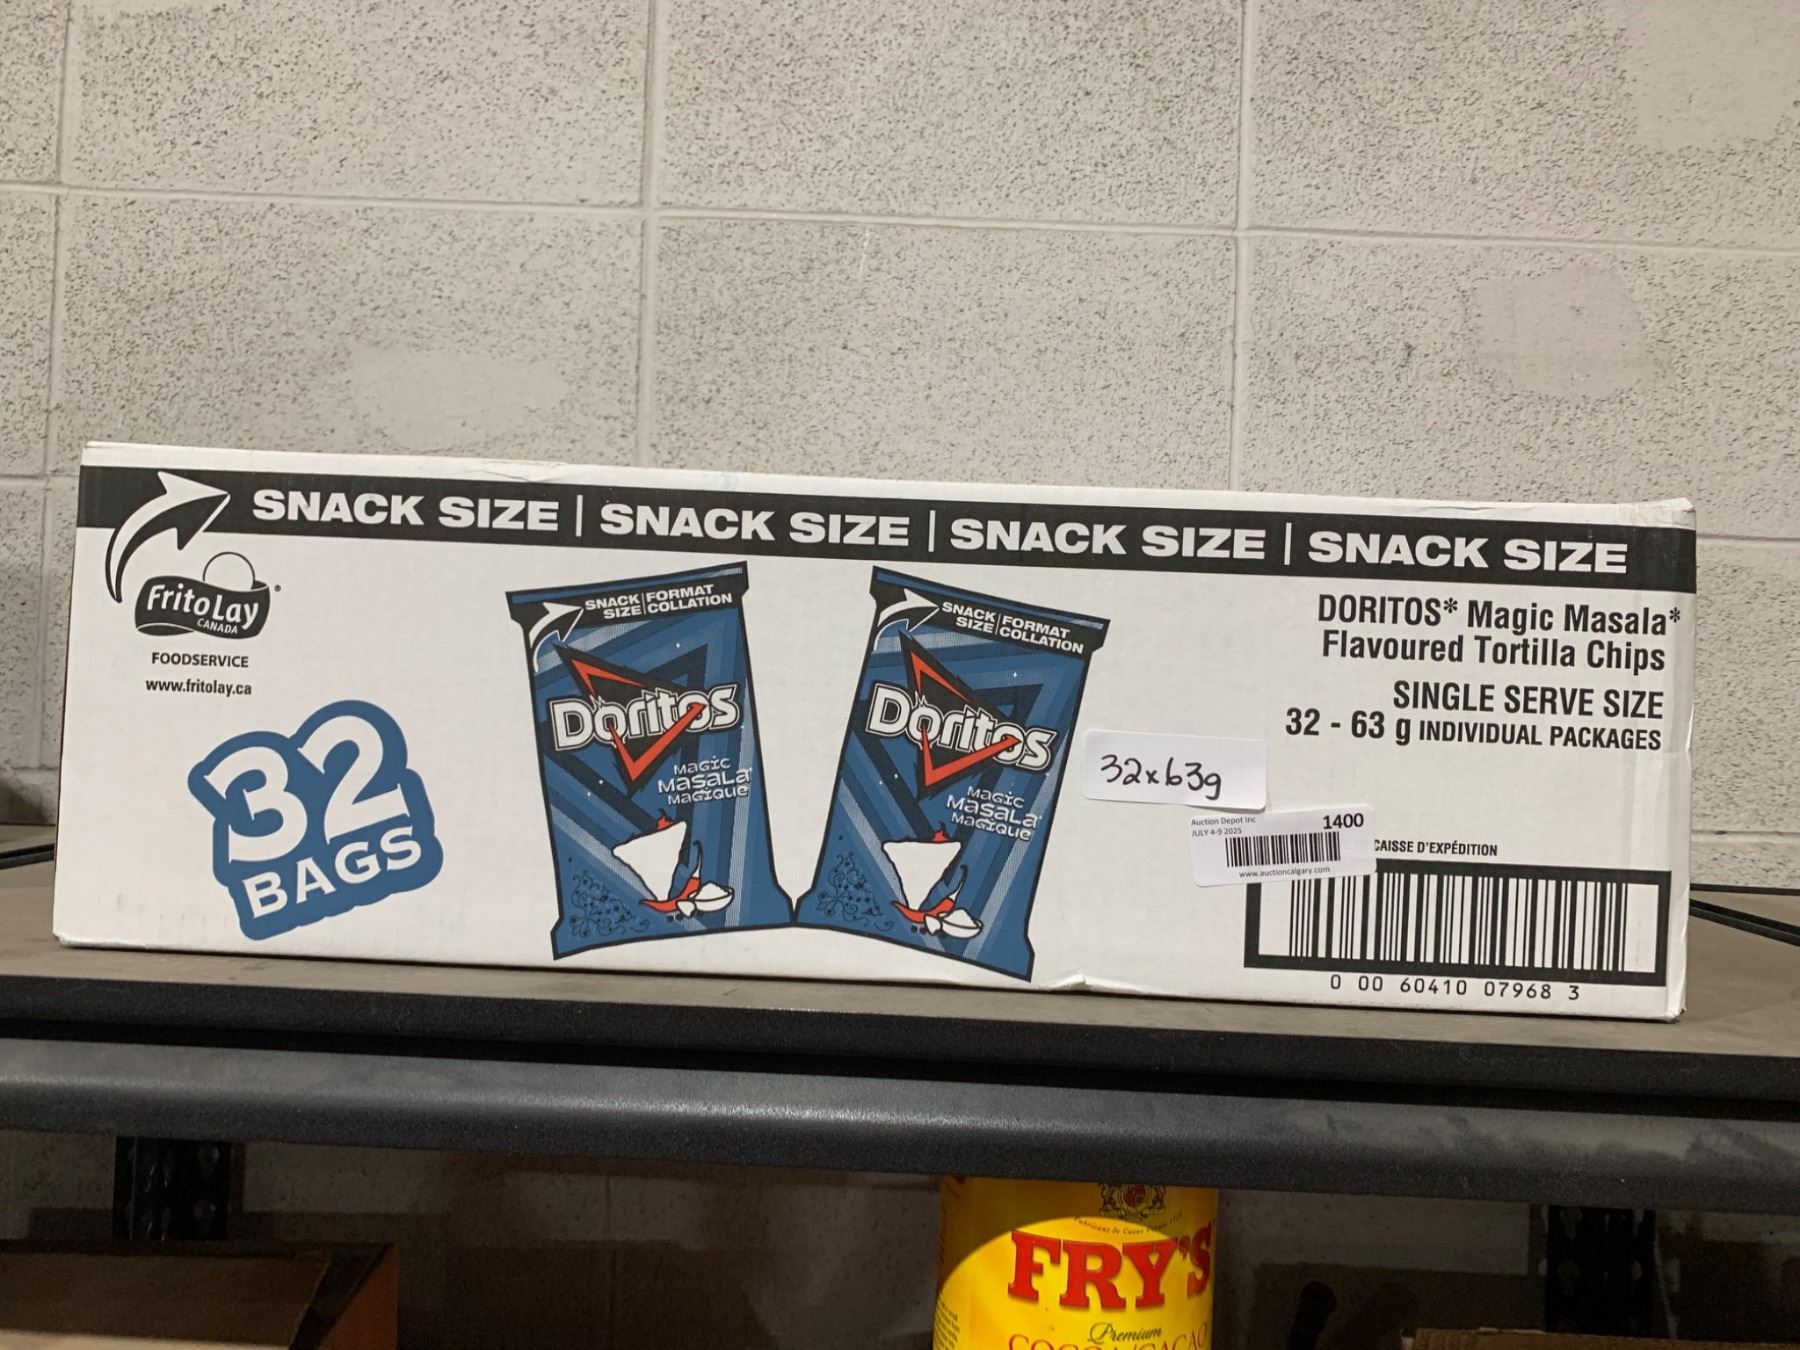 SNACK SIZE | SNACK SIZE | SNACK SIZE | SNACK SIZE
FritoLay
CANADA
FOODSERVICE
www.fritolay.ca
32
BAGS
SNACK SIZE | FORMAT COLLATION
Doritos
MAGIC
MASALA
MAGIQUE
SNACK SIZE | FORMAT COLLATION
Doritos
MAGIC
MASALA
MAGIQUE
DORITOS* Magic Masala*
Flavoured Tortilla Chips
SINGLE SERVE SIZE
32 - 63 g INDIVIDUAL PACKAGES
32x63g
Auction Depot Inc
JULY 4-9 2025
1400
www.auctioncalgary.com
CAISSE D'EXPÉDITION
0 00 60410 07968 3
FRY'S
Premium
COCOA/CACAO